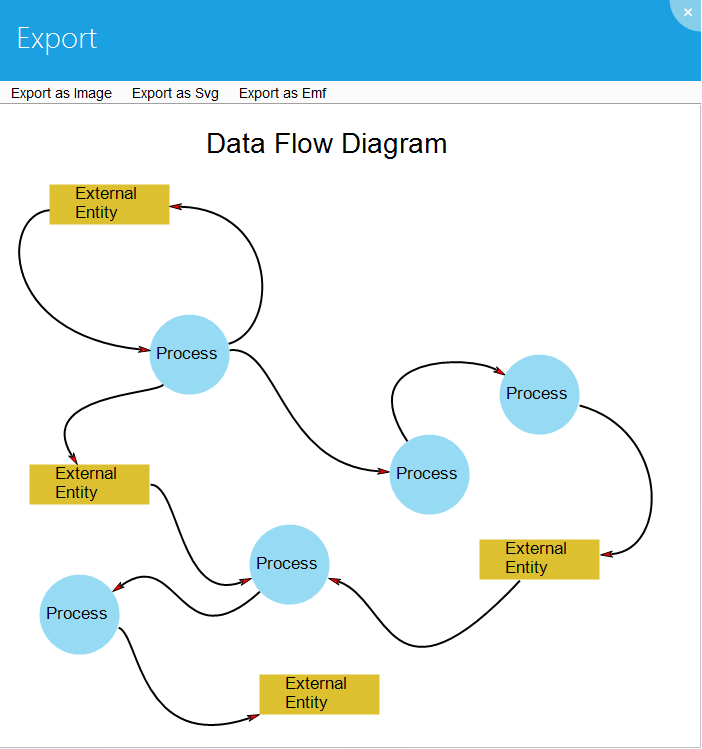 Export
×
Export as Image Export as Svg Export as Emf
Data Flow Diagram
External
Entity
Process
Process
Process
External
Entity
Process
External
Entity
Process
External
Entity